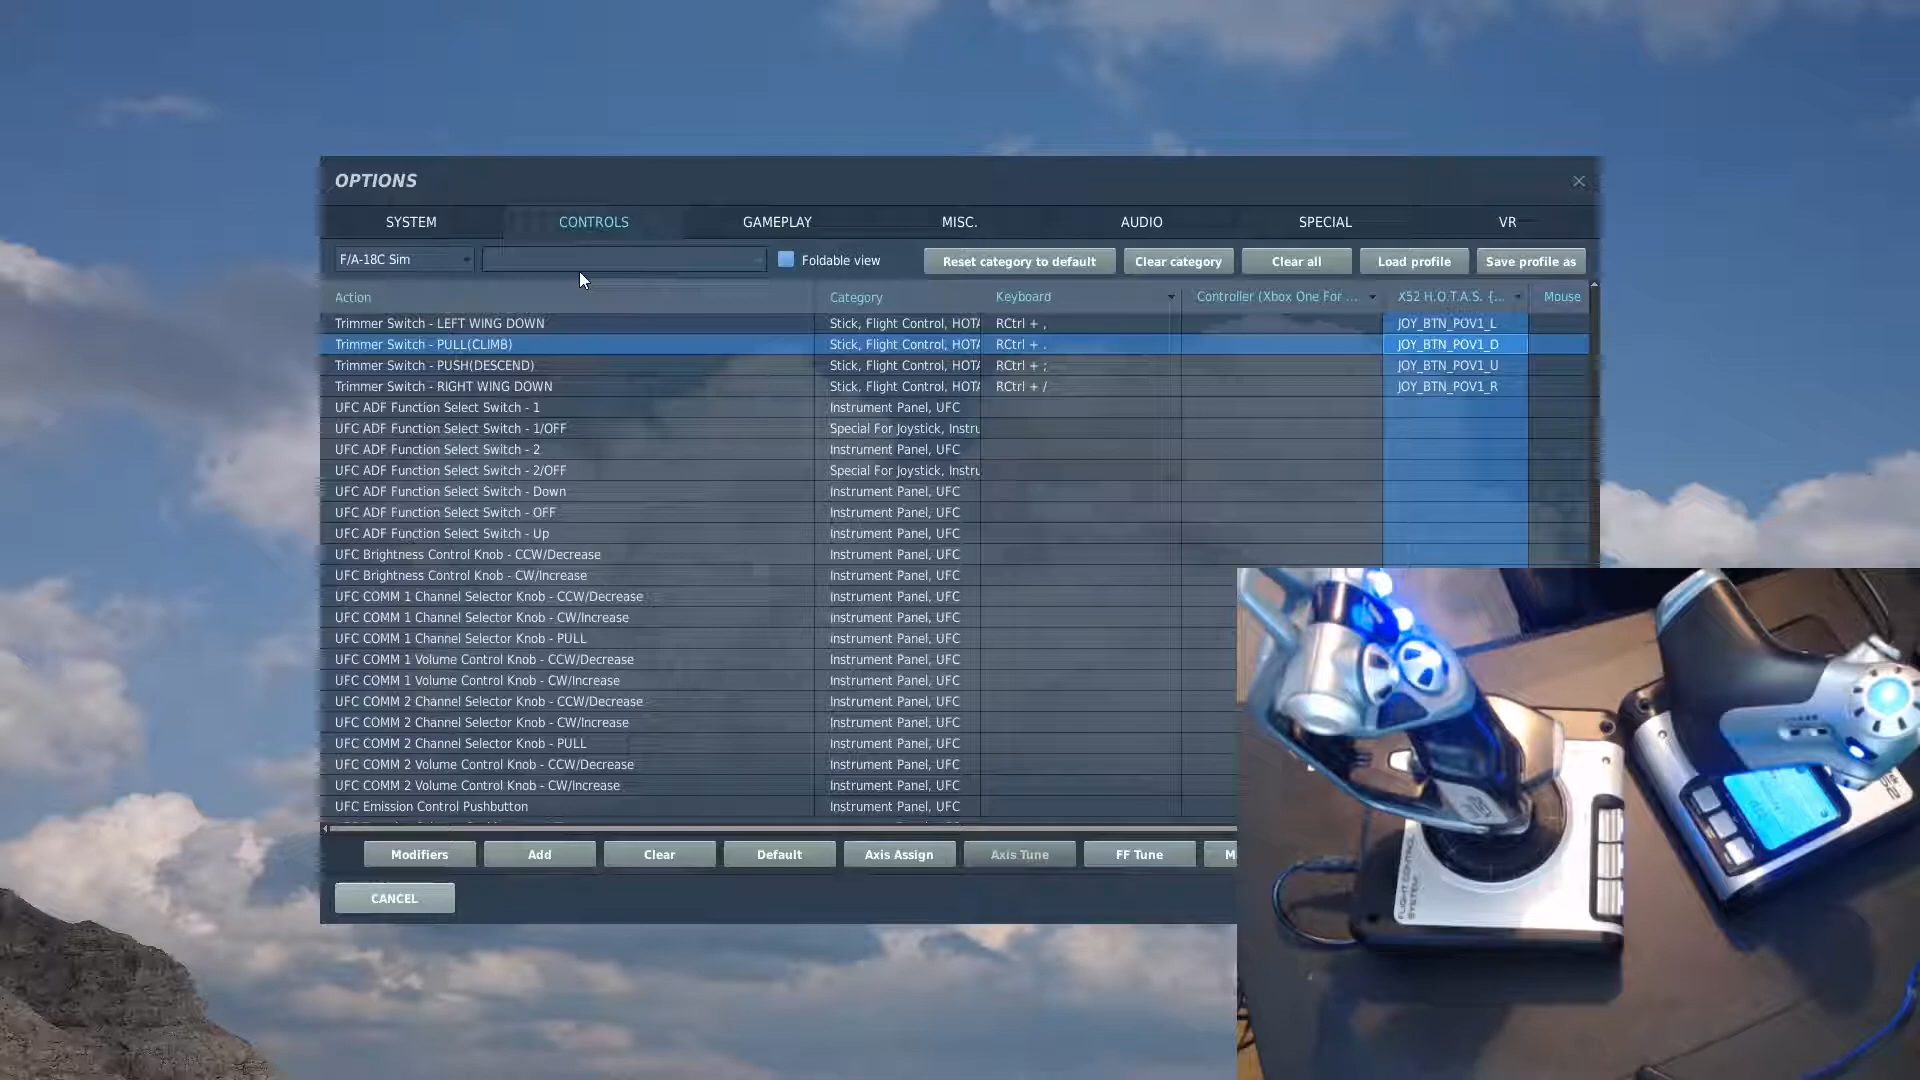 OPTIONS
SYSTEM CONTROLS GAMEPLAY MISC. AUDIO SPECIAL VR
F/A-18C Sim Foldable view Reset category to default Clear category Clear all Load profile Save profile as
Action Category Keyboard Controller (Xbox One For ... X52 H.O.T.A.S. {... Mouse
Trimmer Switch - LEFT WING DOWN Stick, Flight Control, HOTA RCtrl + , JOY_BTN_POV1_L
Trimmer Switch - PULL(CLIMB) Stick, Flight Control, HOTA RCtrl + . JOY_BTN_POV1_D
Trimmer Switch - PUSH(DESCEND) Stick, Flight Control, HOTA RCtrl + ; JOY_BTN_POV1_U
Trimmer Switch - RIGHT WING DOWN Stick, Flight Control, HOTA RCtrl + / JOY_BTN_POV1_R
UFC ADF Function Select Switch - 1 Instrument Panel, UFC
UFC ADF Function Select Switch - 1/OFF Special For Joystick, Instru
UFC ADF Function Select Switch - 2 Instrument Panel, UFC
UFC ADF Function Select Switch - 2/OFF Special For Joystick, Instru
UFC ADF Function Select Switch - Down Instrument Panel, UFC
UFC ADF Function Select Switch - OFF Instrument Panel, UFC
UFC ADF Function Select Switch - Up Instrument Panel, UFC
UFC Brightness Control Knob - CCW/Decrease Instrument Panel, UFC
UFC Brightness Control Knob - CW/Increase Instrument Panel, UFC
UFC COMM 1 Channel Selector Knob - CCW/Decrease Instrument Panel, UFC
UFC COMM 1 Channel Selector Knob - CW/Increase Instrument Panel, UFC
UFC COMM 1 Channel Selector Knob - PULL Instrument Panel, UFC
UFC COMM 1 Volume Control Knob - CCW/Decrease Instrument Panel, UFC
UFC COMM 1 Volume Control Knob - CW/Increase Instrument Panel, UFC
UFC COMM 2 Channel Selector Knob - CCW/Decrease Instrument Panel, UFC
UFC COMM 2 Channel Selector Knob - CW/Increase Instrument Panel, UFC
UFC COMM 2 Channel Selector Knob - PULL Instrument Panel, UFC
UFC COMM 2 Volume Control Knob - CCW/Decrease Instrument Panel, UFC
UFC COMM 2 Volume Control Knob - CW/Increase Instrument Panel, UFC
UFC Emission Control Pushbutton Instrument Panel, UFC
Modifiers Add Clear Default Axis Assign Axis Tune FF Tune M
CANCEL
FLIGHT CONTROL
SYSTEM